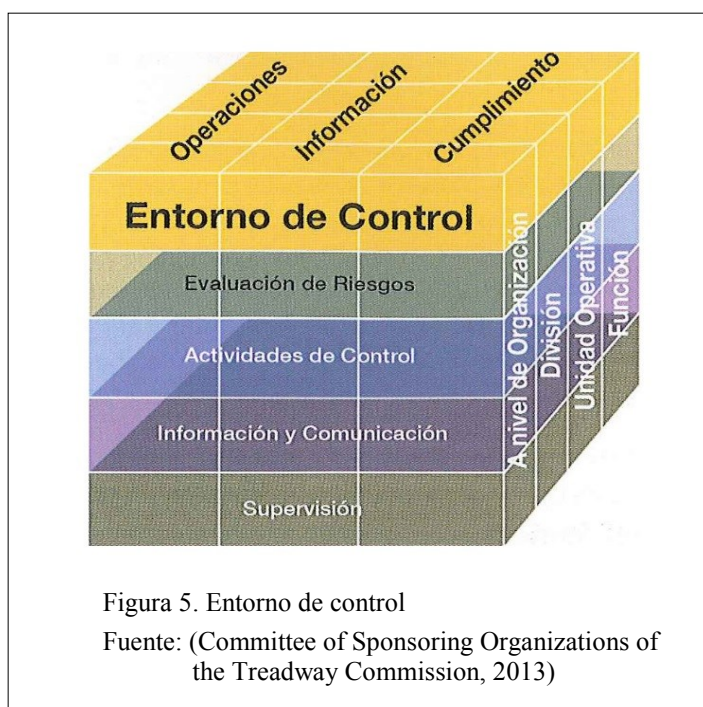 Operaciones
Información
Cumplimiento
Entorno de Control
Evaluación de Riesgos
Actividades de Control
Información y Comunicación
Supervisión
A nivel de Organización
División
Unidad Operativa
Función
Figura 5. Entorno de control
Fuente: (Committee of Sponsoring Organizations of
the Treadway Commission, 2013)